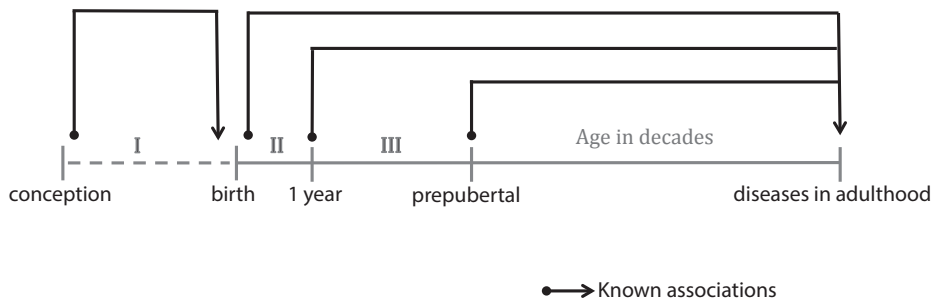 I
II
III
Age in decades
conception
birth
1 year
prepubertal
diseases in adulthood
Known associations